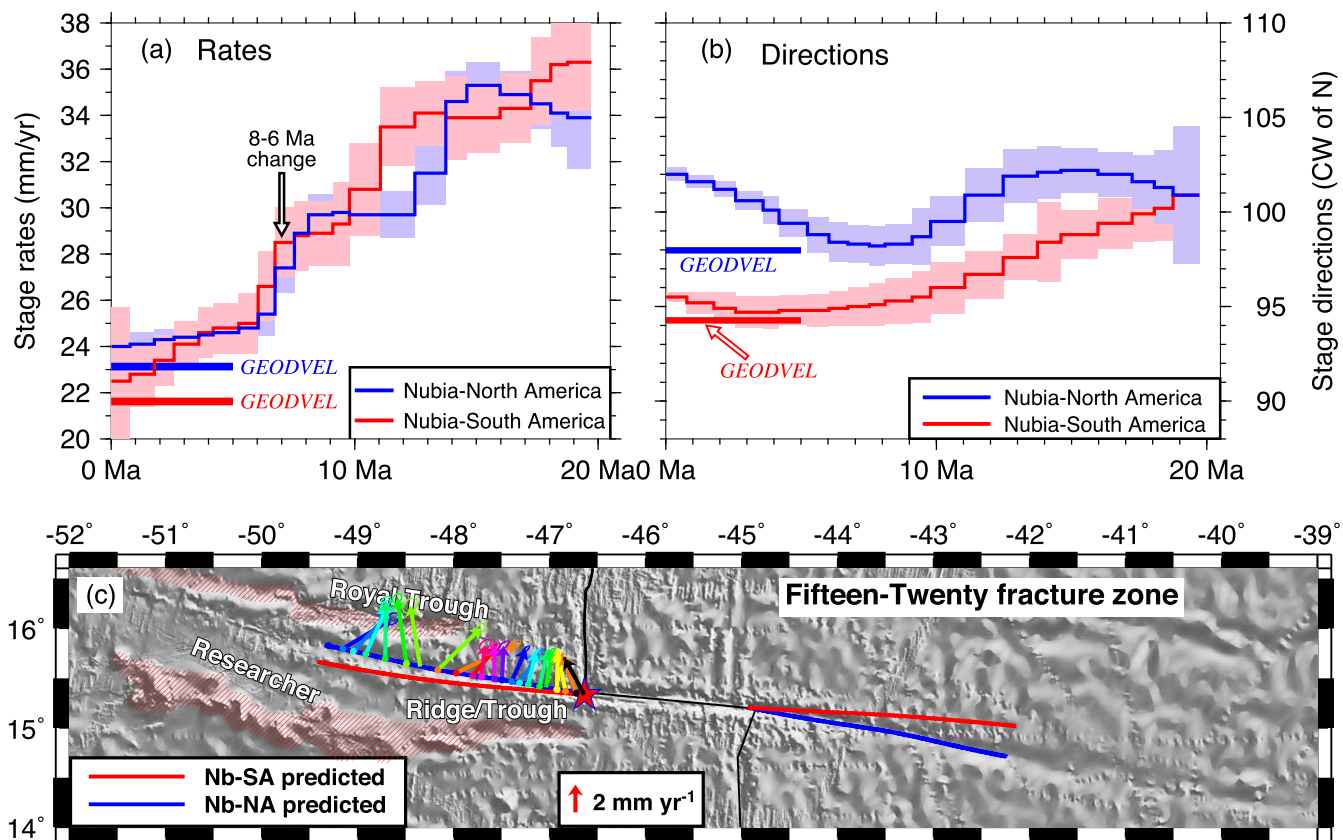 (a) Rates
Stage rates (mm/yr)
38
36
34
32
30
28
26
24
22
20
8-6 Ma
change
GEODVEL
GEODVEL
Nubia-North America
Nubia-South America
0 Ma
10 Ma
20 Ma
(b) Directions
GEODVEL
GEODVEL
Nubia-North America
Nubia-South America
0 Ma
10 Ma
20 Ma
110
105
100
95
90
Stage directions (CW of N)
-52° -51° -50° -49° -48° -47° -46° -45° -44° -43° -42° -41° -40° -39°
16°
15°
14°
(c)
Royal Trough
Fifteen-Twenty fracture zone
Researcher
Ridge/Trough
Nb-SA predicted
Nb-NA predicted
2 mm yr⁻¹